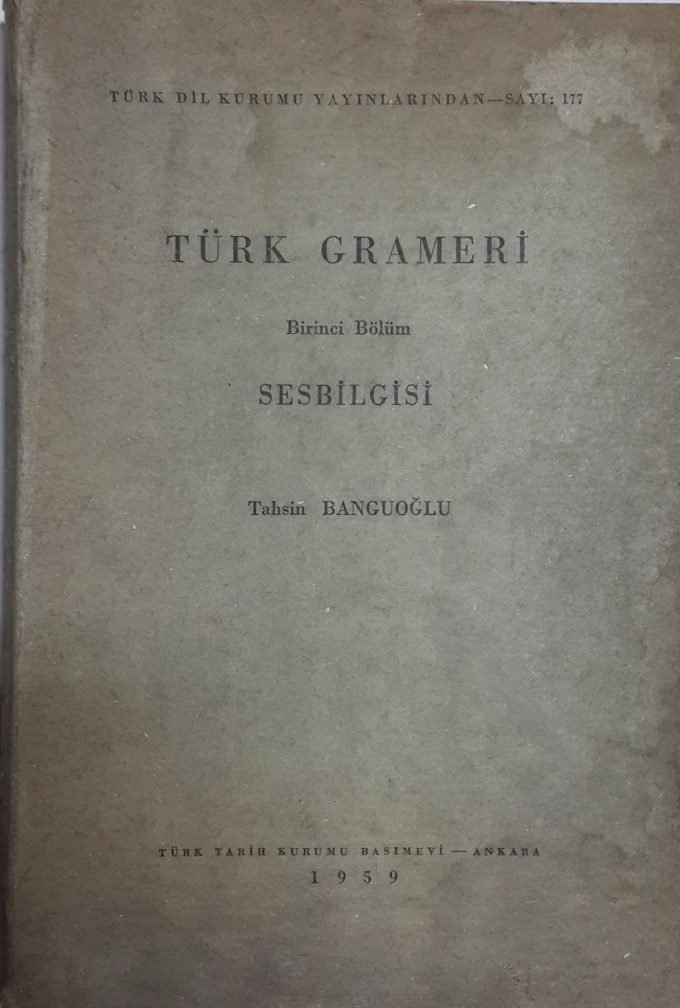 TÜRK DİL KURUMU YAYINLARINDAN—SAYI: 177
TÜRK GRAMERİ
Birinci Bölüm
SESBİLGİSİ
Tahsin BANGUOĞLU
TÜRK TARİH KURUMU BASIMEVİ — ANKARA
1959